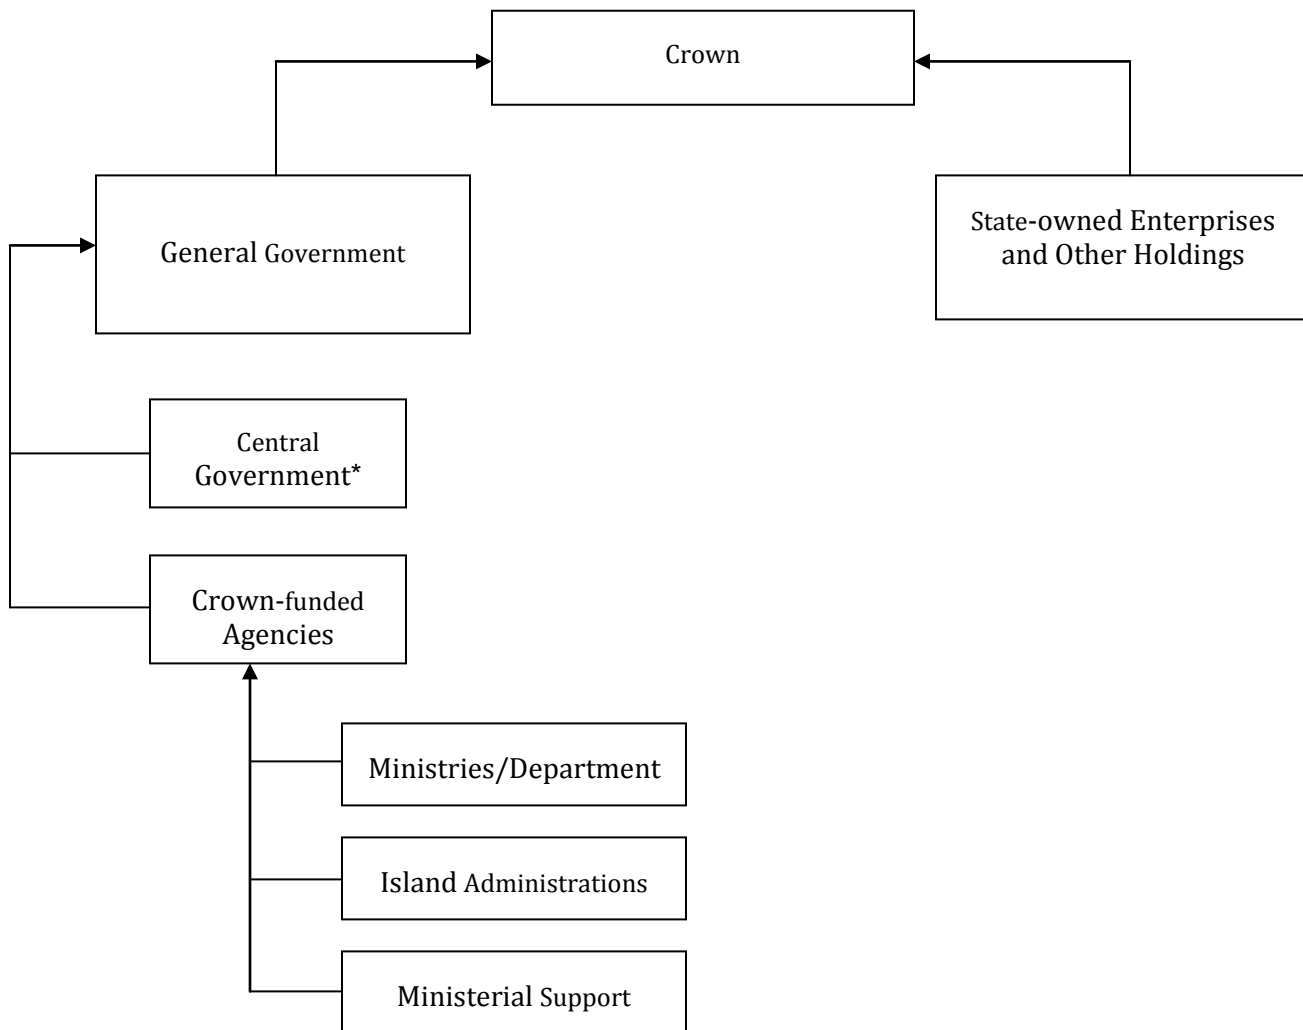 Crown
General Government
State-owned Enterprises
and Other Holdings
Central
Government*
Crown-funded
Agencies
Ministries/Department
Island Administrations
Ministerial Support